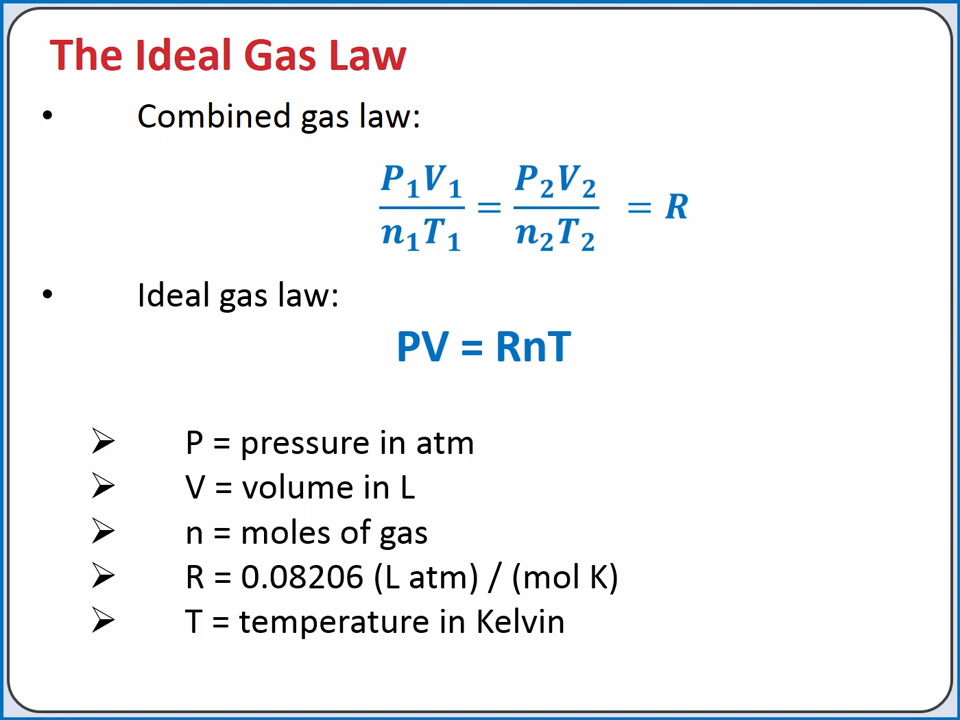 The Ideal Gas Law
• Combined gas law:
P₁V₁/n₁T₁ = P₂V₂/n₂T₂ = R
• Ideal gas law:
PV = RnT
➢ P = pressure in atm
➢ V = volume in L
➢ n = moles of gas
➢ R = 0.08206 (L atm) / (mol K)
➢ T = temperature in Kelvin